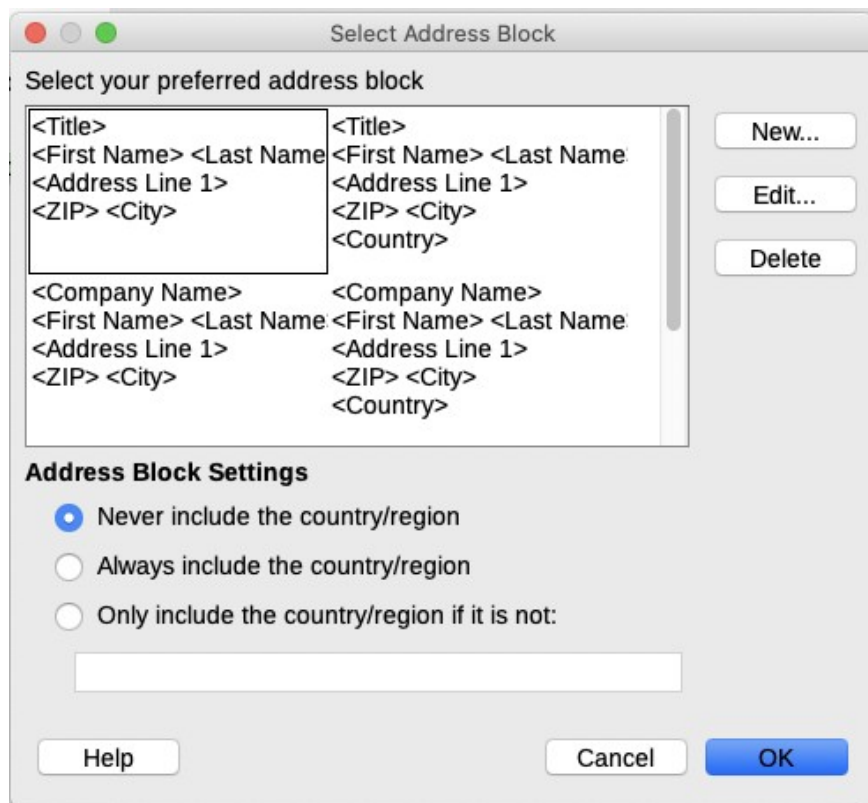 Select Address Block
Select your preferred address block
<Title>
<First Name> <Last Name
<Address Line 1>
<ZIP> <City>
<Title>
<First Name> <Last Name
<Address Line 1>
<ZIP> <City>
<Country>
<Company Name>
<First Name> <Last Name
<Address Line 1>
<ZIP> <City>
<Company Name>
<First Name> <Last Name
<Address Line 1>
<ZIP> <City>
<Country>
New...
Edit...
Delete
Address Block Settings
Never include the country/region
Always include the country/region
Only include the country/region if it is not:
Help
Cancel
OK